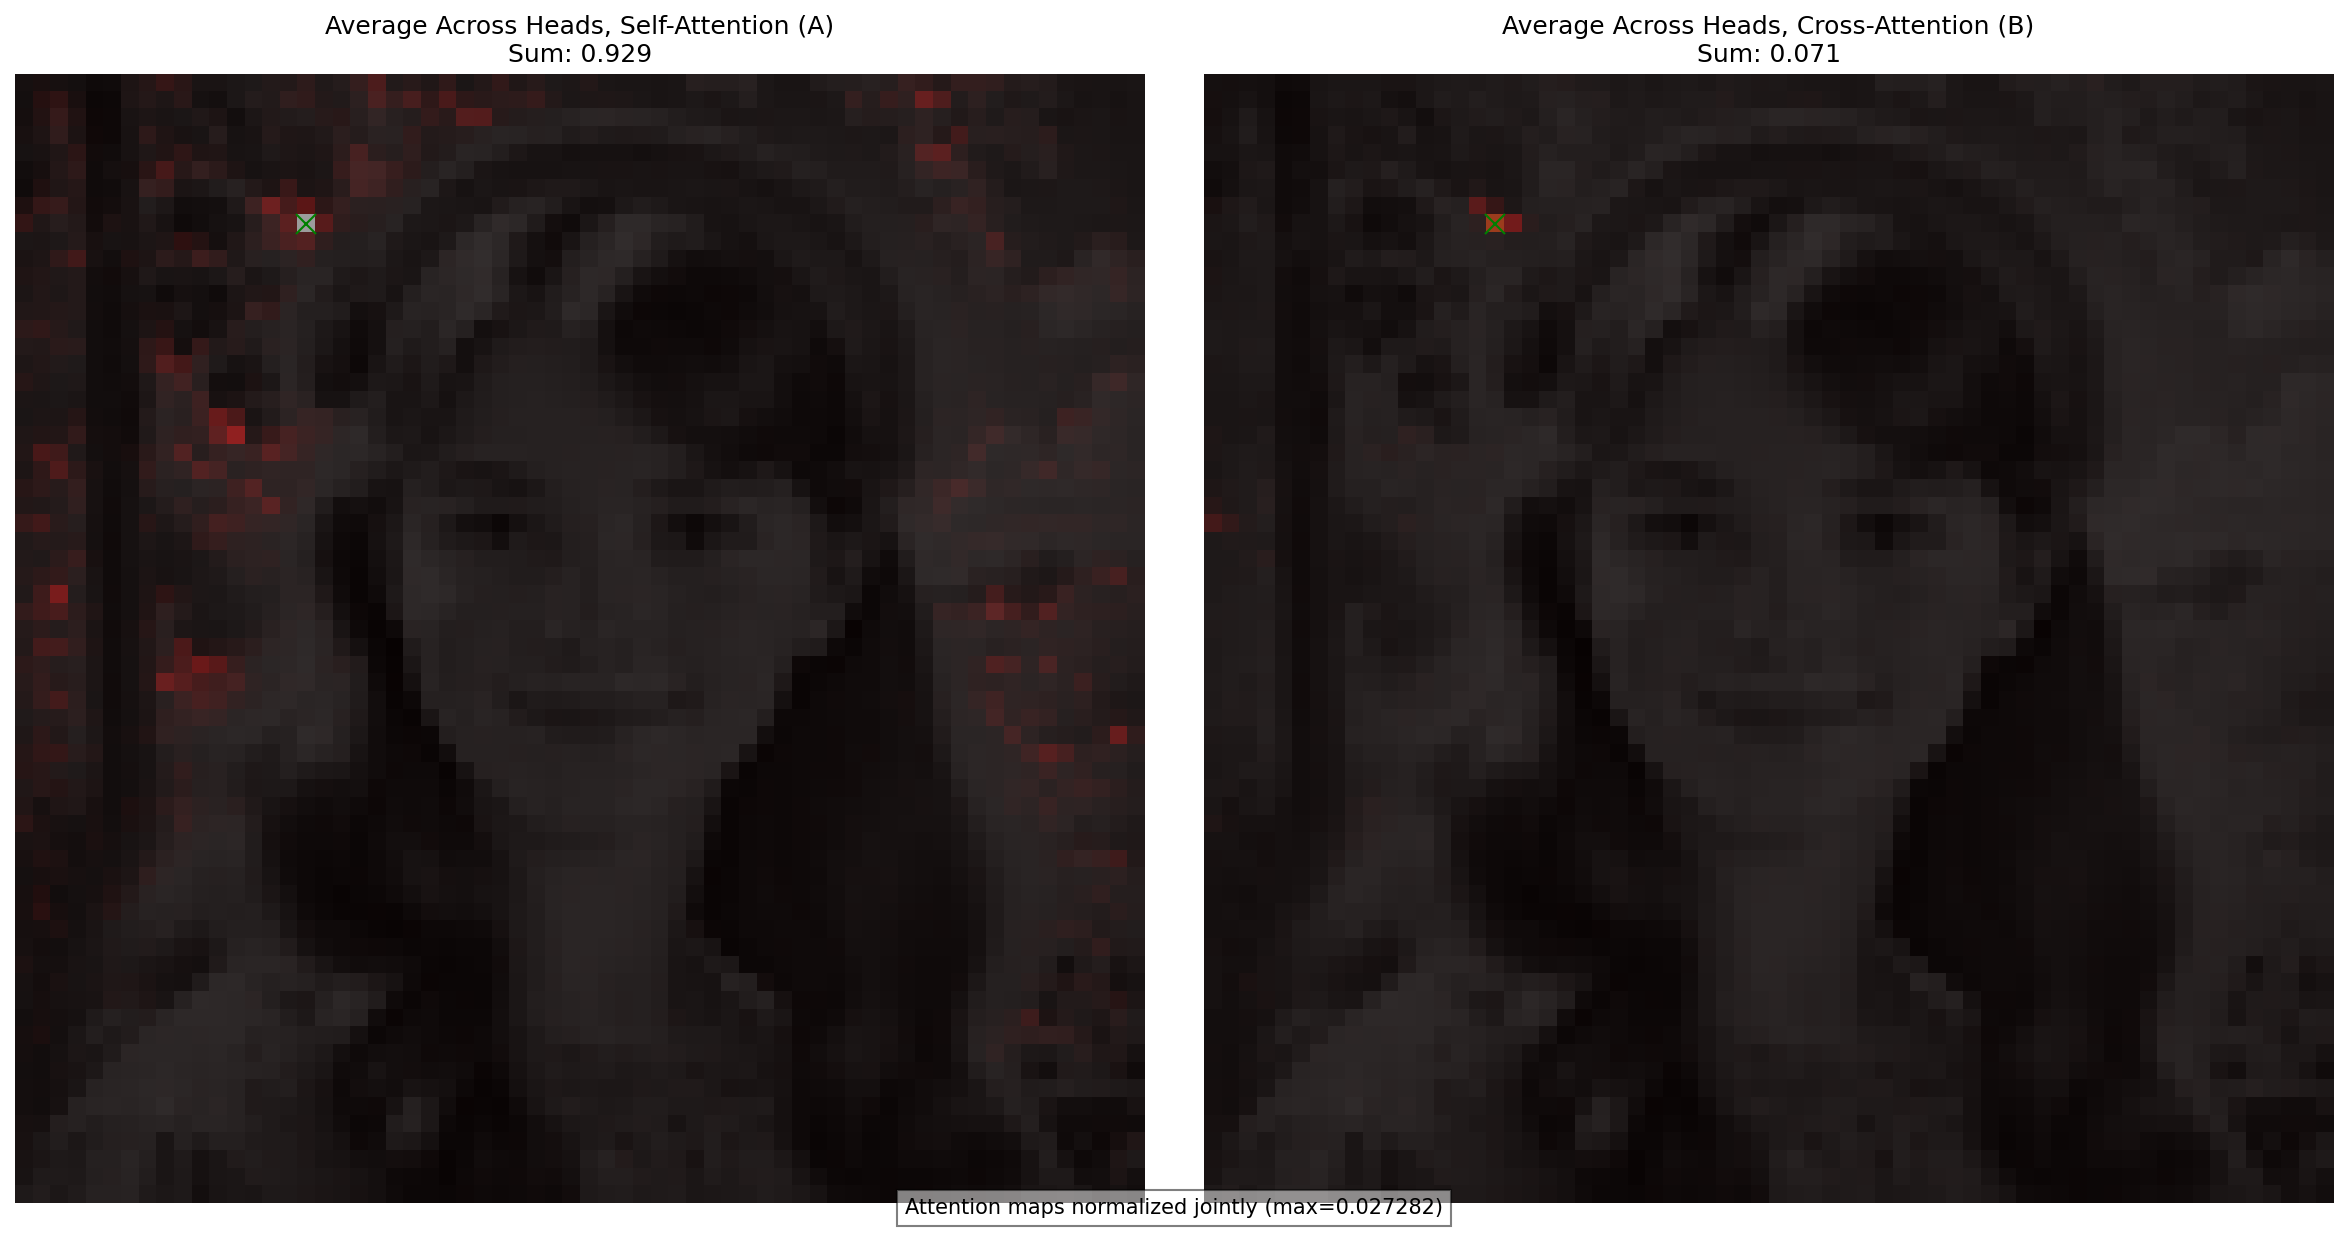 Average Across Heads, Self-Attention (A)
Sum: 0.929
Average Across Heads, Cross-Attention (B)
Sum: 0.071
Attention maps normalized jointly (max=0.027282)